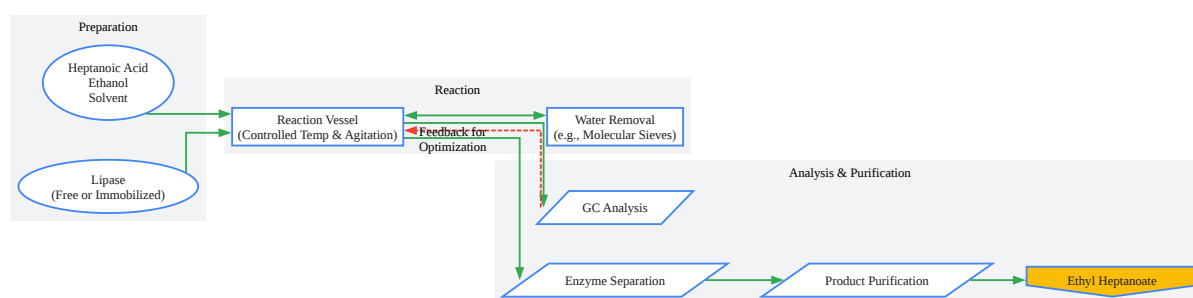 Preparation
Heptanoic Acid
Ethanol
Solvent
Lipase
(Free or Immobilized)
Reaction
Reaction Vessel
(Controlled Temp & Agitation)
Water Removal
(e.g., Molecular Sieves)
Feedback for
Optimization
Analysis & Purification
GC Analysis
Enzyme Separation
Product Purification
Ethyl Heptanoate